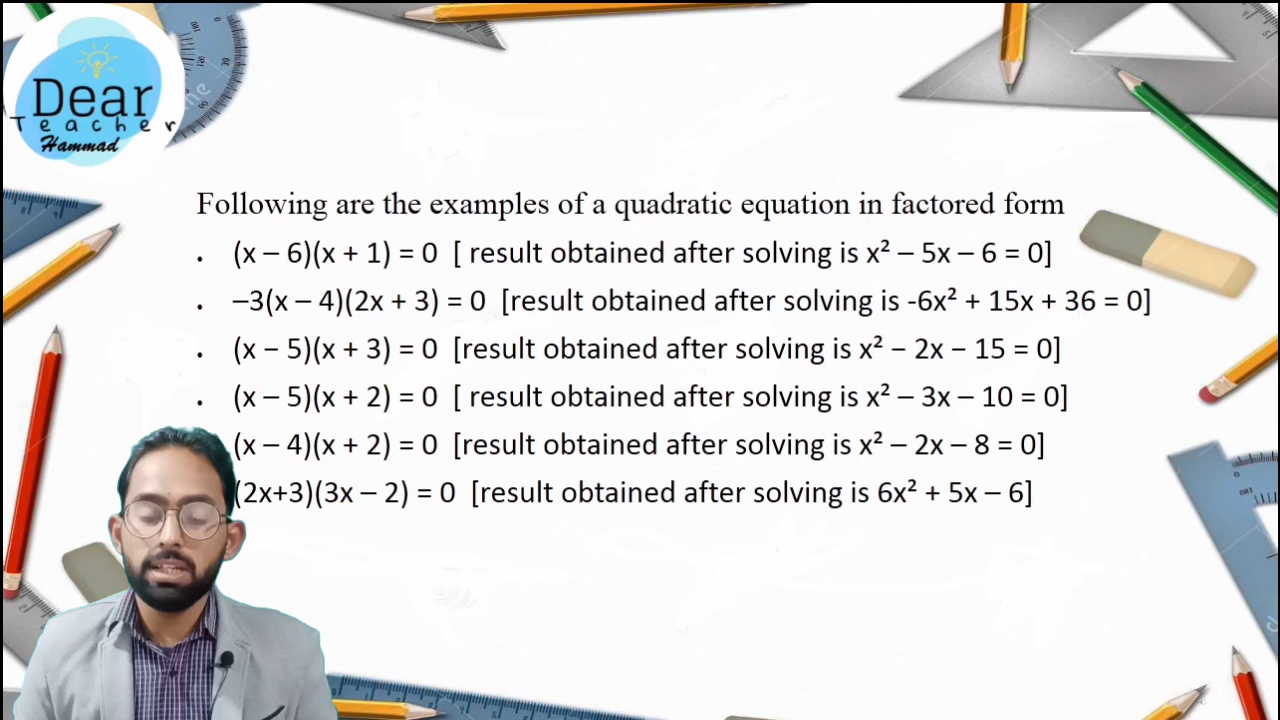 Dear
Teacher
Hammad
Following are the examples of a quadratic equation in factored form
. (x – 6)(x + 1) = 0 [ result obtained after solving is x² – 5x – 6 = 0]
. –3(x – 4)(2x + 3) = 0 [result obtained after solving is -6x² + 15x + 36 = 0]
. (x − 5)(x + 3) = 0 [result obtained after solving is x² − 2x − 15 = 0]
. (x – 5)(x + 2) = 0 [ result obtained after solving is x² – 3x – 10 = 0]
(x – 4)(x + 2) = 0 [result obtained after solving is x² – 2x – 8 = 0]
(2x+3)(3x – 2) = 0 [result obtained after solving is 6x² + 5x – 6]